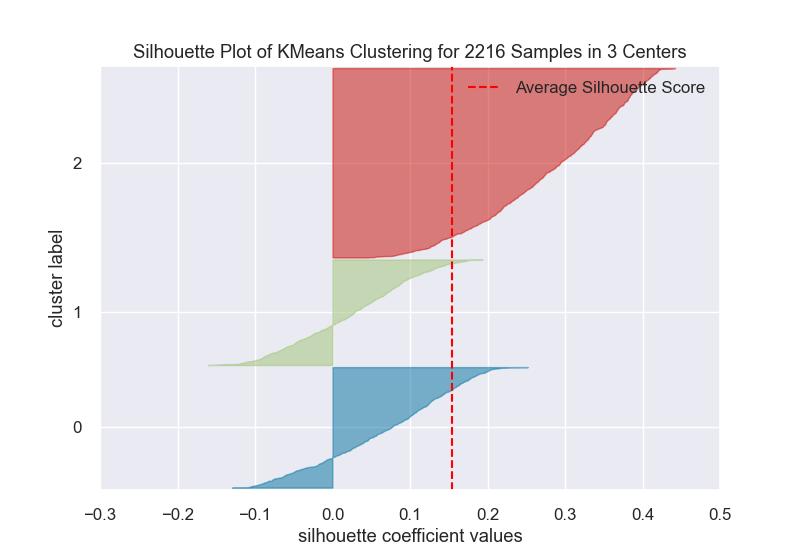 Silhouette Plot of KMeans Clustering for 2216 Samples in 3 Centers
Average Silhouette Score
2
1
0
cluster label
−0.3 −0.2 −0.1 0.0 0.1 0.2 0.3 0.4 0.5
silhouette coefficient values